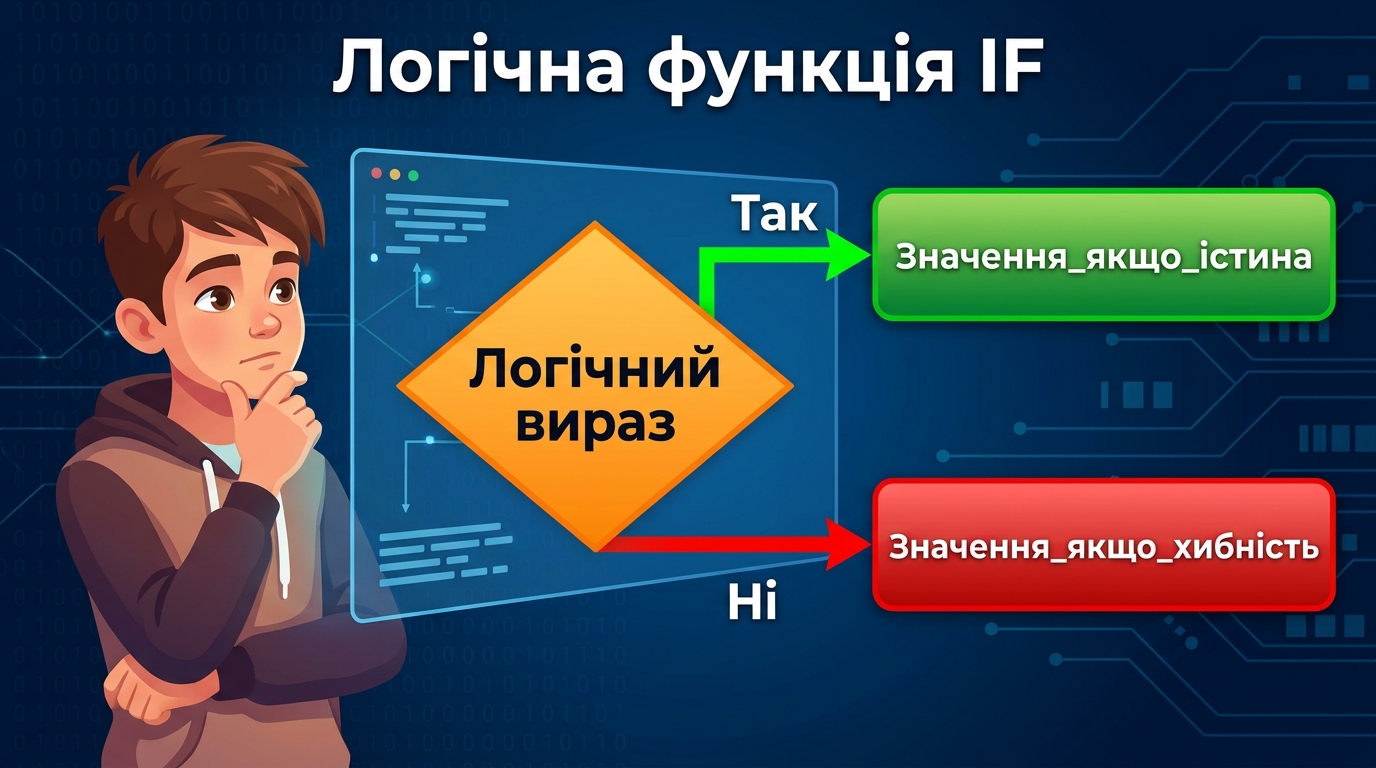 Логічна функція IF
Так
Значення_якщо_істина
Логічний
вираз
Значення_якщо_хибність
Ні